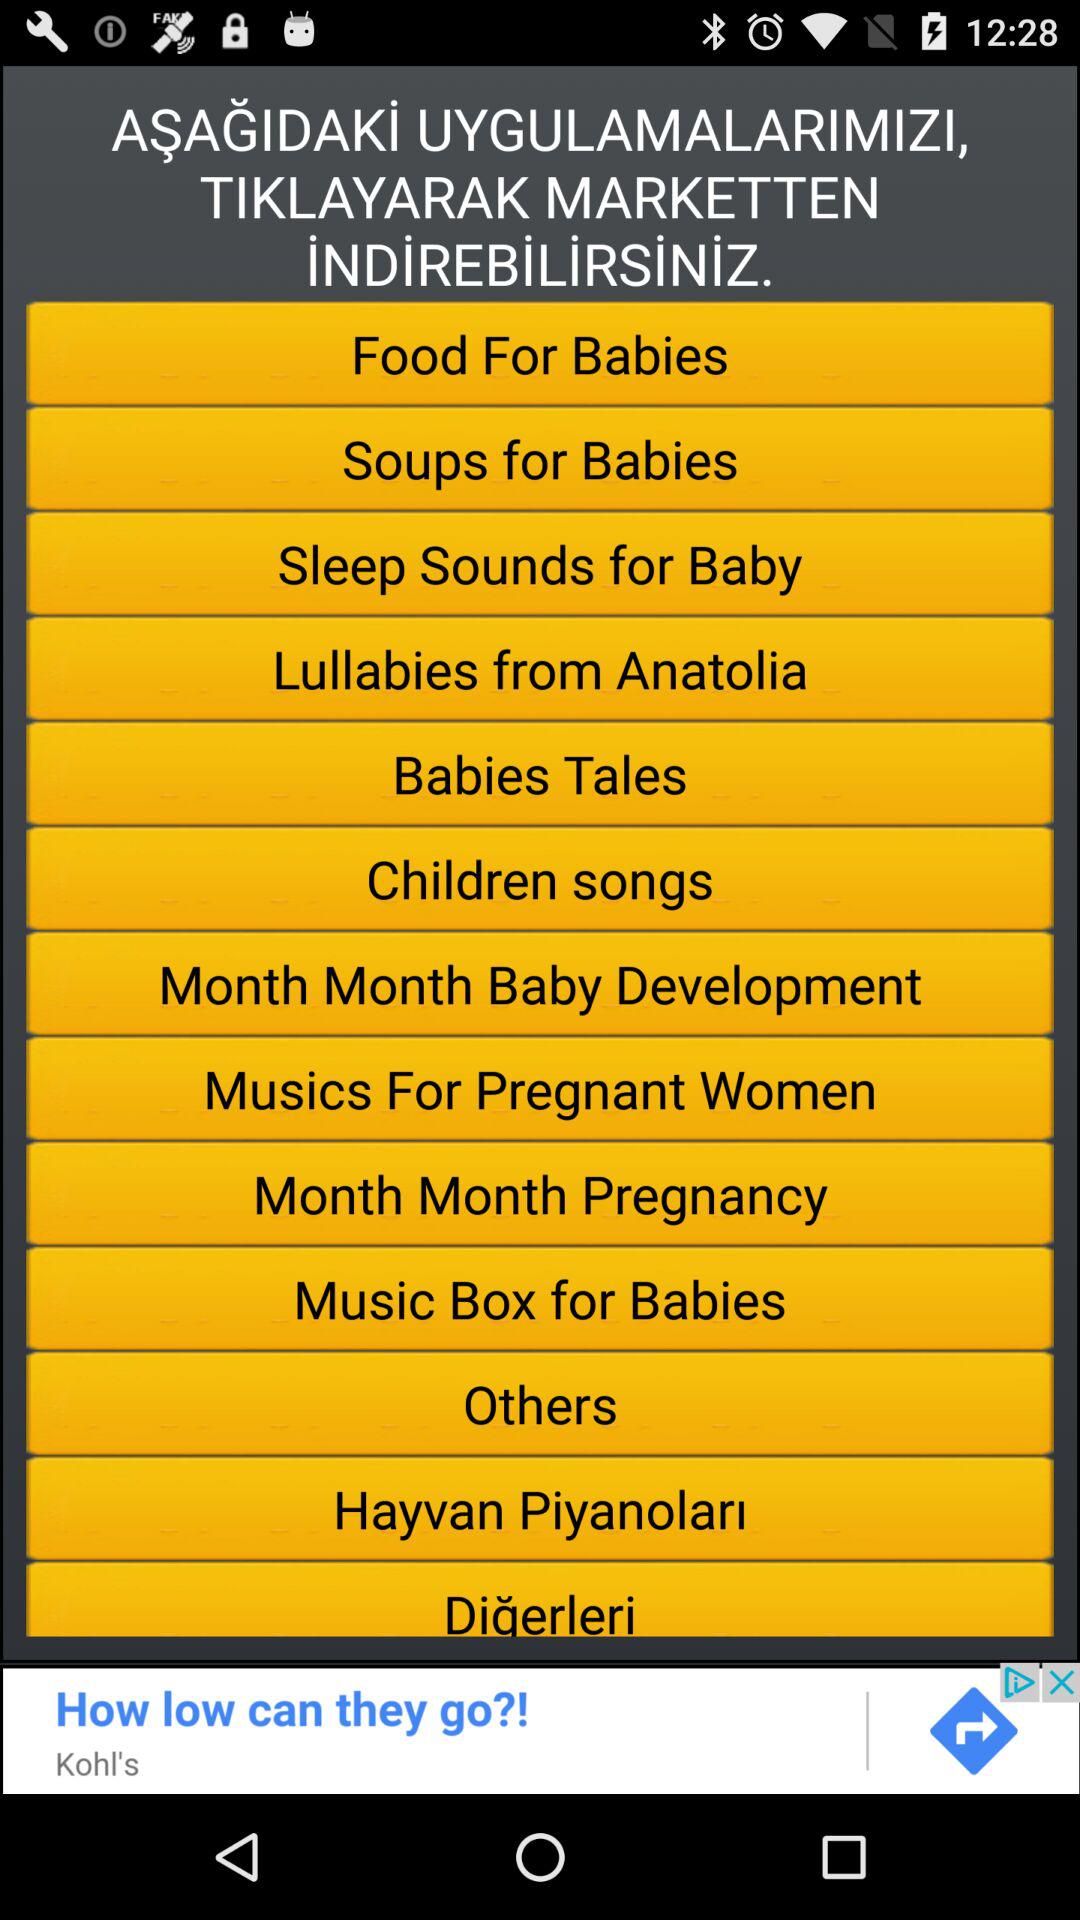 FAKE
12:28
AŞAĞIDAKİ UYGULAMALARIMIZI,
TIKLAYARAK MARKETTEN
İNDİREBİLİRSİNİZ.
Food For Babies
Soups for Babies
Sleep Sounds for Baby
Lullabies from Anatolia
Babies Tales
Children songs
Month Month Baby Development
Musics For Pregnant Women
Month Month Pregnancy
Music Box for Babies
Others
Hayvan Piyanoları
Diğerleri
How low can they go?!
Kohl's